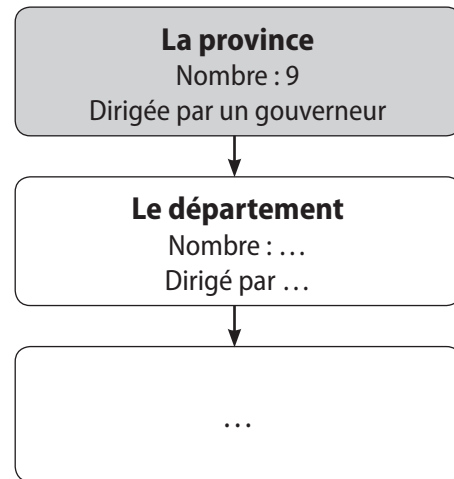 La province
Nombre : 9
Dirigée par un gouverneur
Le département
Nombre : …
Dirigé par …
…